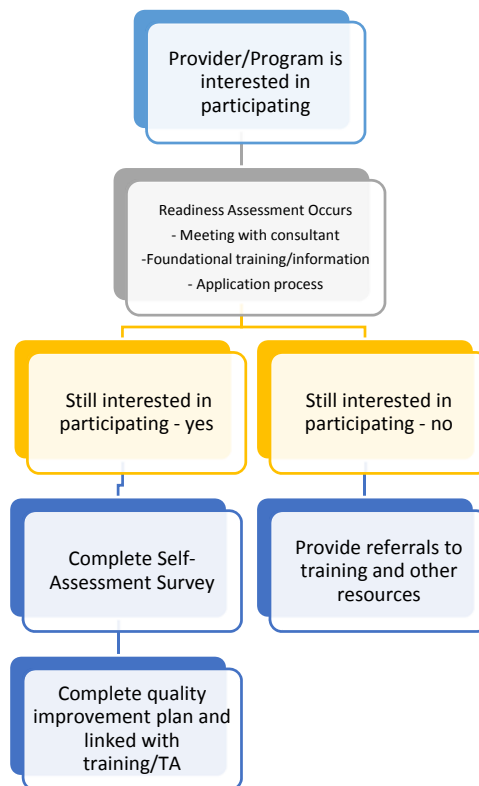 Provider/Program is
interested in
participating
Readiness Assessment Occurs
- Meeting with consultant
-Foundational training/information
- Application process
Still interested in
participating - yes
Still interested in
participating - no
Complete Self-
Assessment Survey
Provide referrals to
training and other
resources
Complete quality
improvement plan and
linked with
training/TA